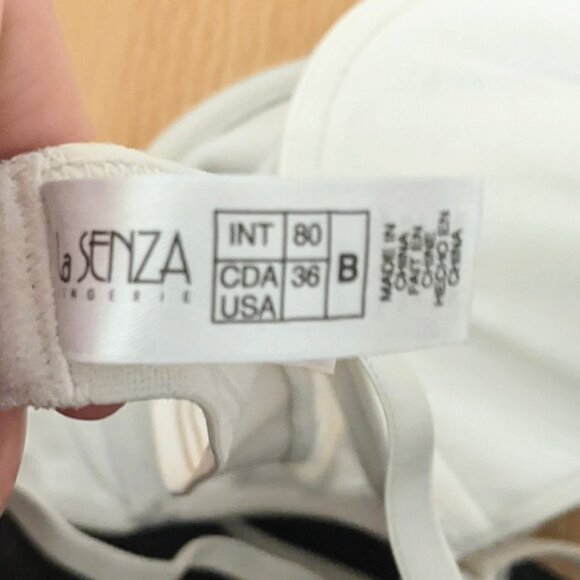 la SENZA
LINGERIE
INT 80 B
CDA USA 36
MADE IN
CHINA
FAIT EN
CHINE
HECHO EN
CHINA